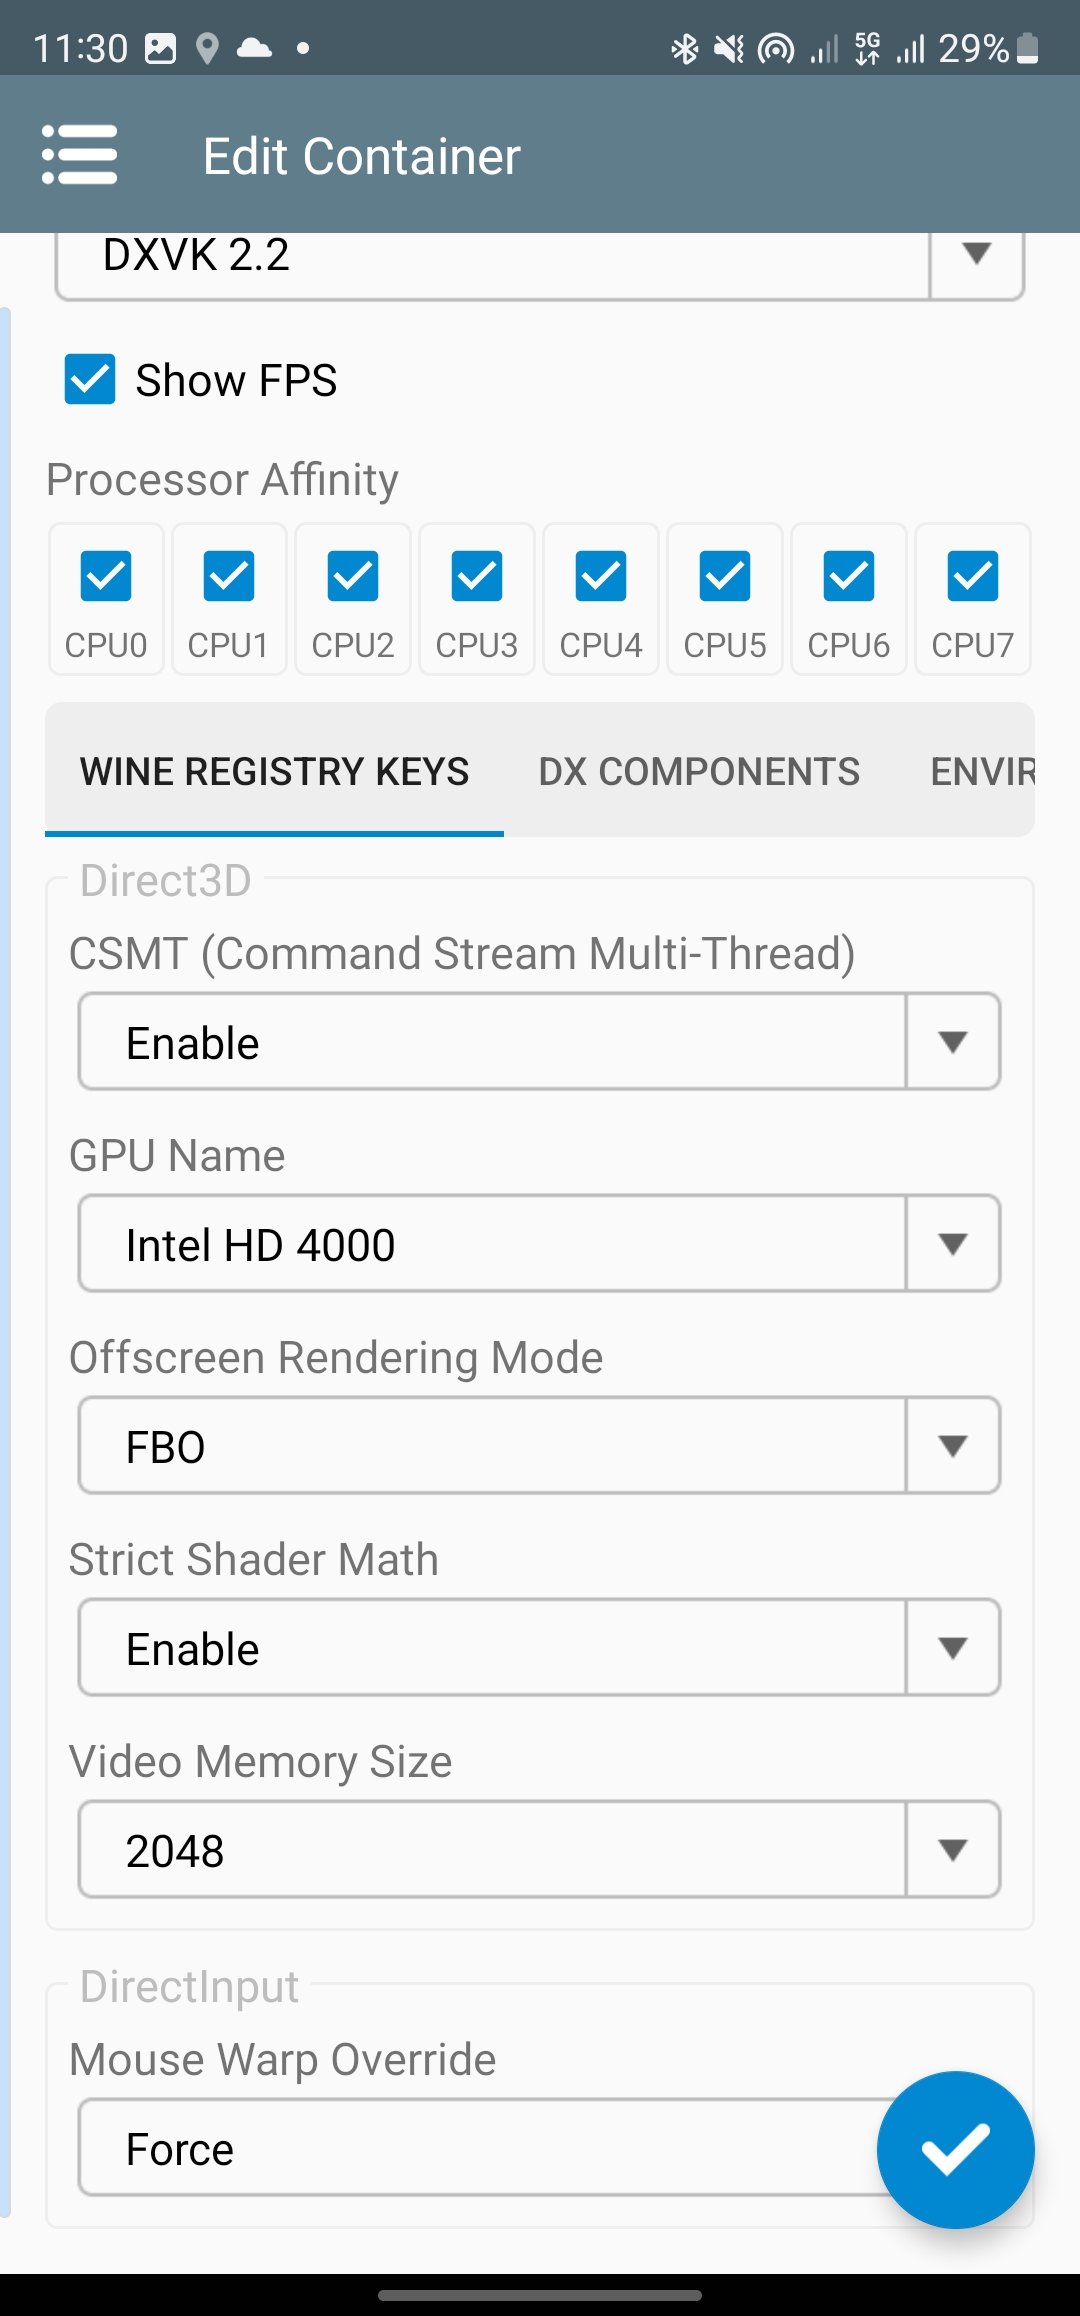 11:30 5G 29%
Edit Container
DXVK 2.2
Show FPS
Processor Affinity
CPU0 CPU1 CPU2 CPU3 CPU4 CPU5 CPU6 CPU7
WINE REGISTRY KEYS DX COMPONENTS ENVIR
Direct3D
CSMT (Command Stream Multi-Thread)
Enable
GPU Name
Intel HD 4000
Offscreen Rendering Mode
FBO
Strict Shader Math
Enable
Video Memory Size
2048
DirectInput
Mouse Warp Override
Force